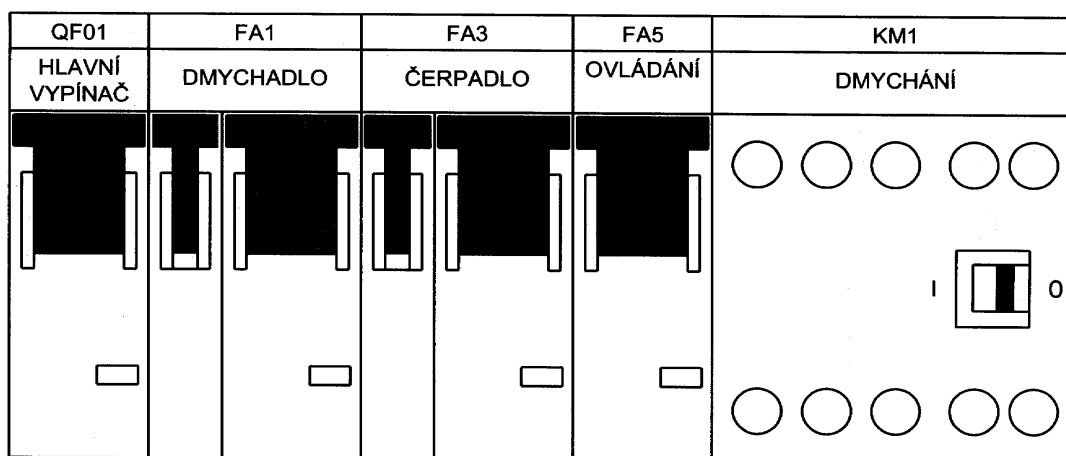 QF01 FA1 FA3 FA5 KM1
HLAVNÍ
VYPÍNAČ
DMYCHADLO
ČERPADLO
OVLÁDÁNÍ
DMYCHÁNÍ
I 0